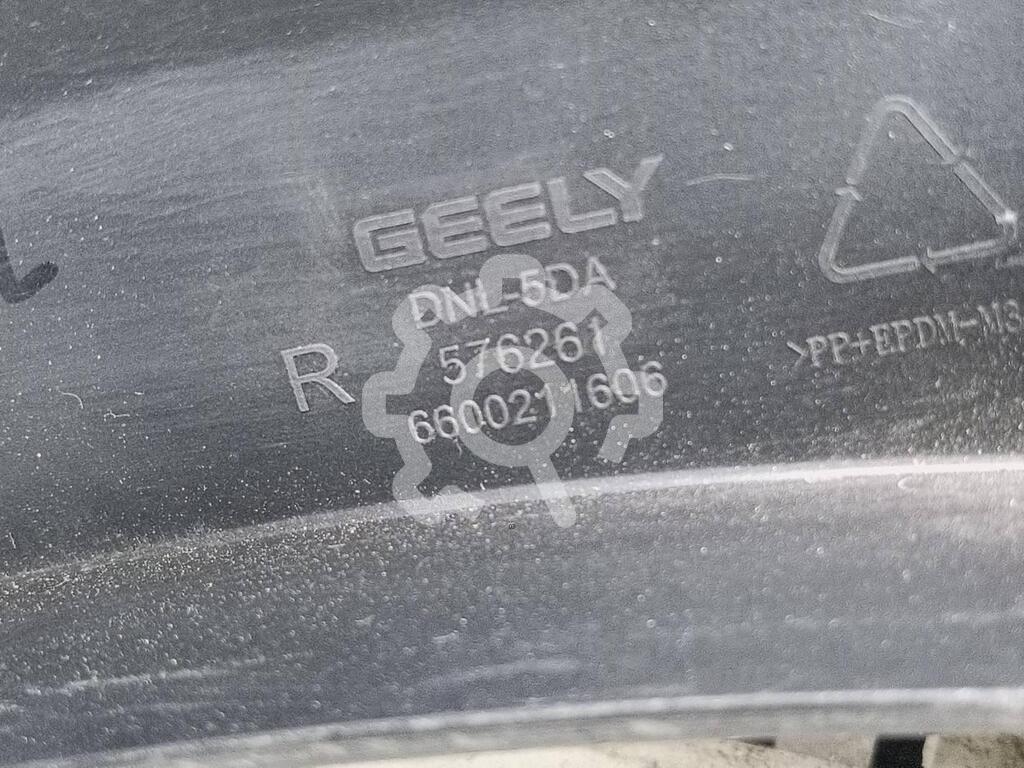 GEELY
DNL-5DA
R 576261
6600211606
>PP+EPDM-M3